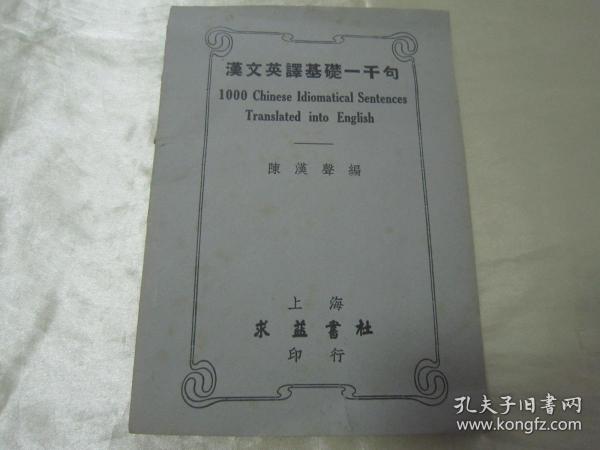 漢文英譯基礎一千句
1000 Chinese Idiomatical Sentences
Translated into English
陳漢聲編
上海
求益書社
印行
孔夫子旧书网
www.kongfz.com